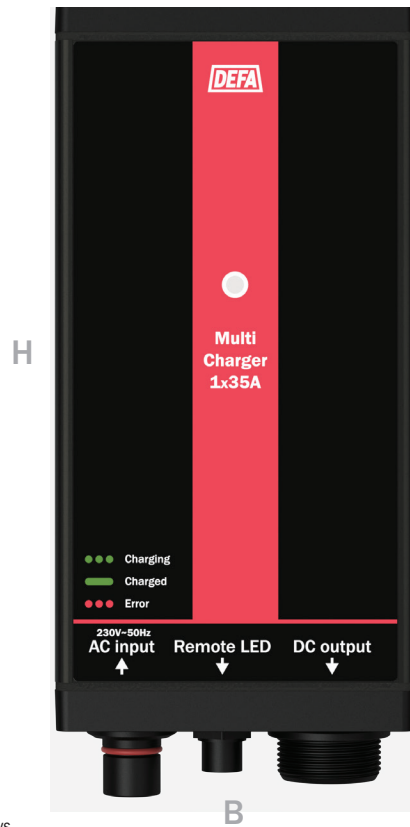 DEFA
H
Multi
Charger
1x35A
Charging
Charged
Error
230V~50Hz
AC input Remote LED DC output
B